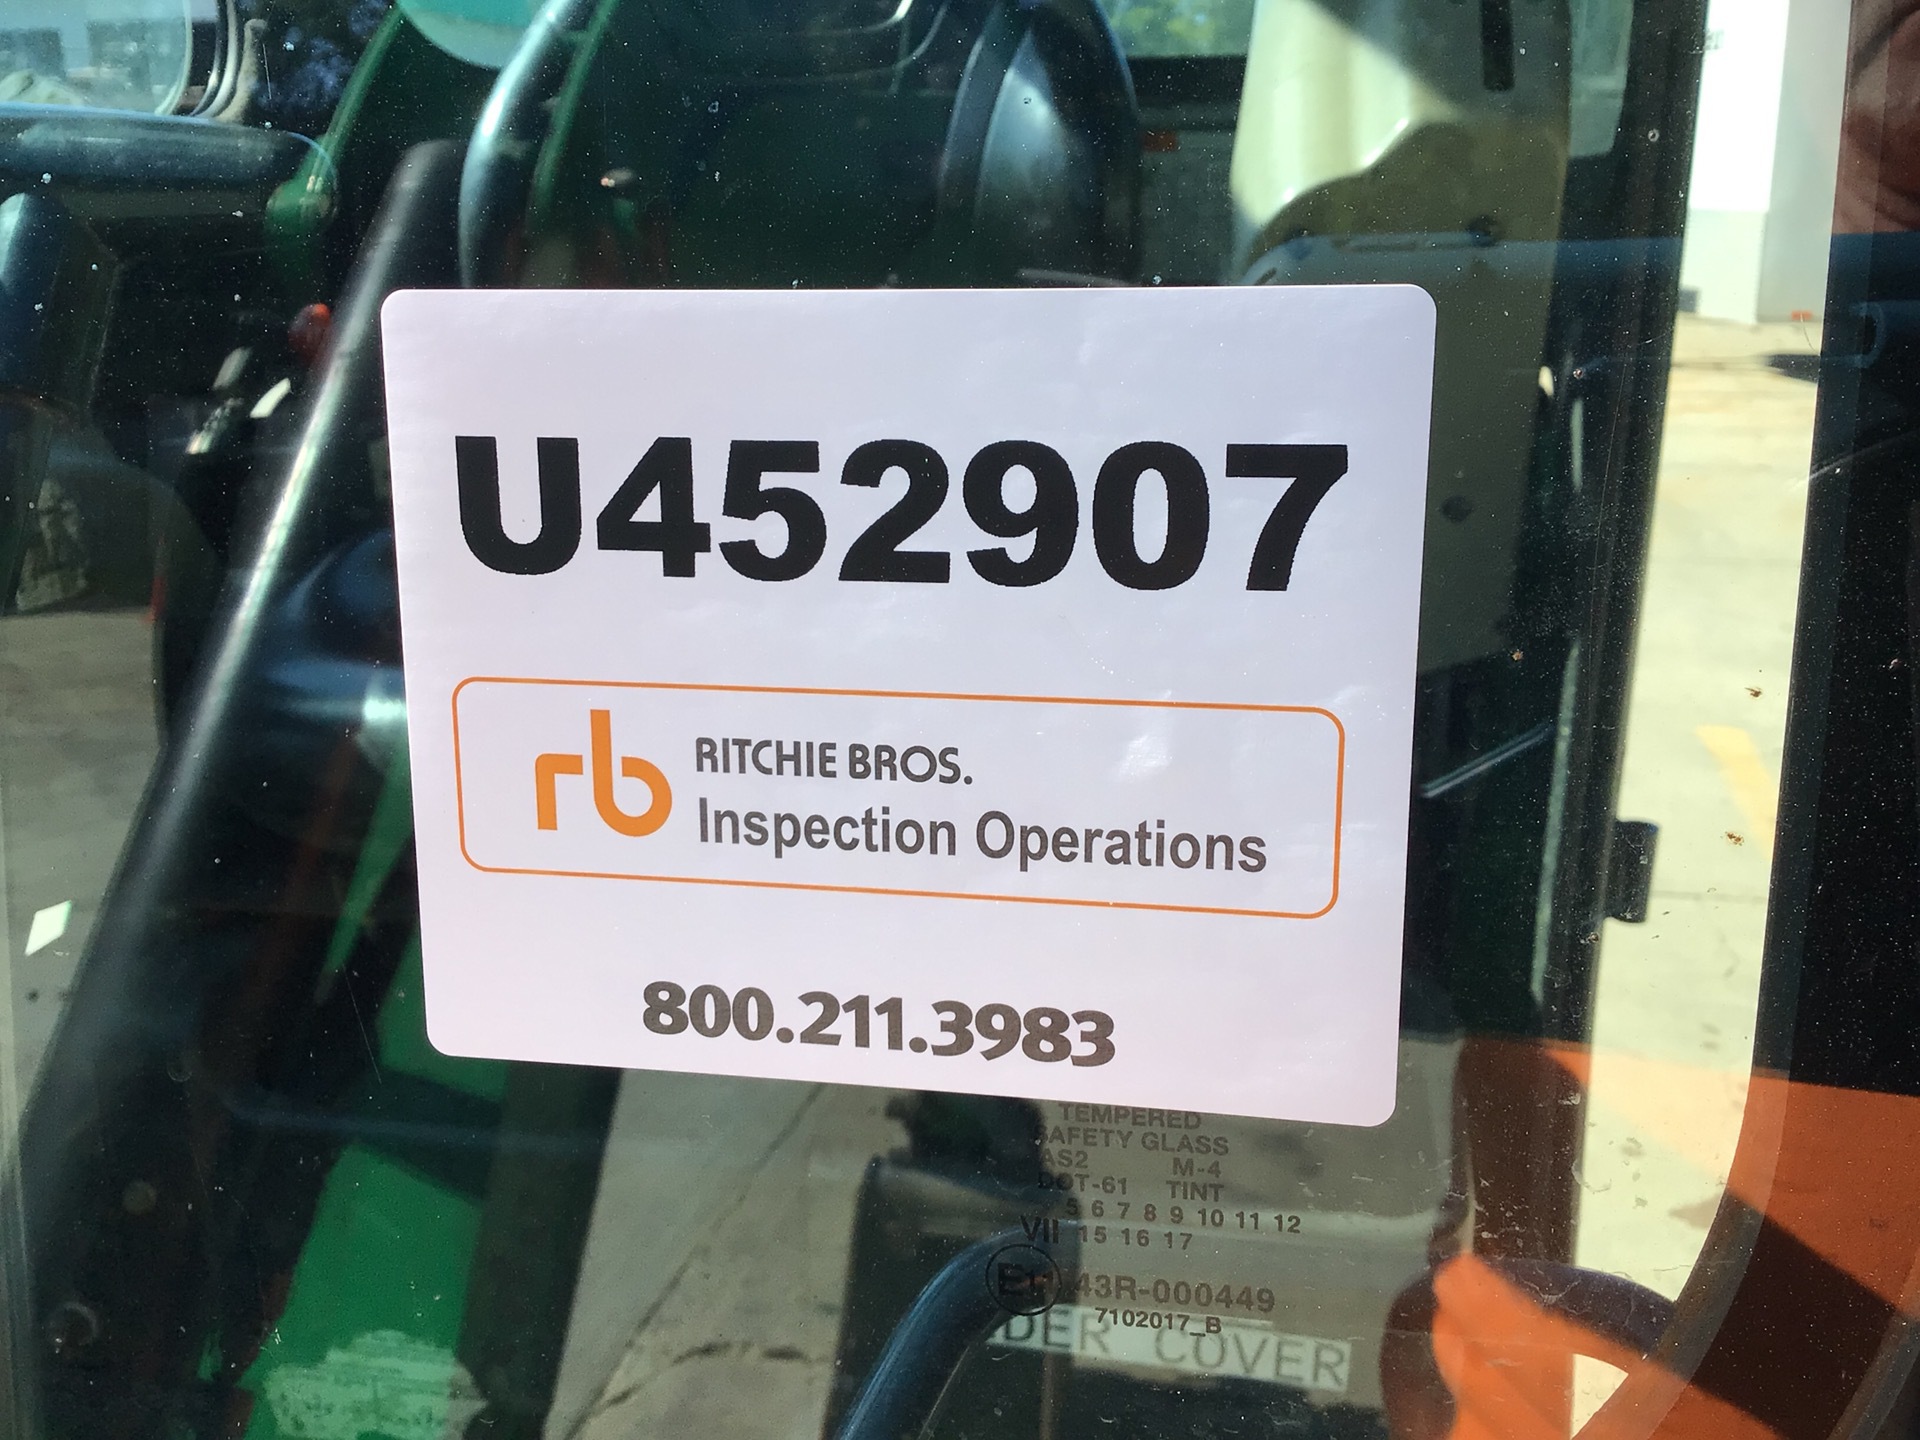 U452907
rb RITCHIE BROS.
Inspection Operations
800.211.3983
TEMPERED
SAFETY GLASS
AS2 M-4
DOT-61 TINT
5 6 7 8 9 10 11 12
VII 15 16 17
43R-000449
7102017_B
DER COVER